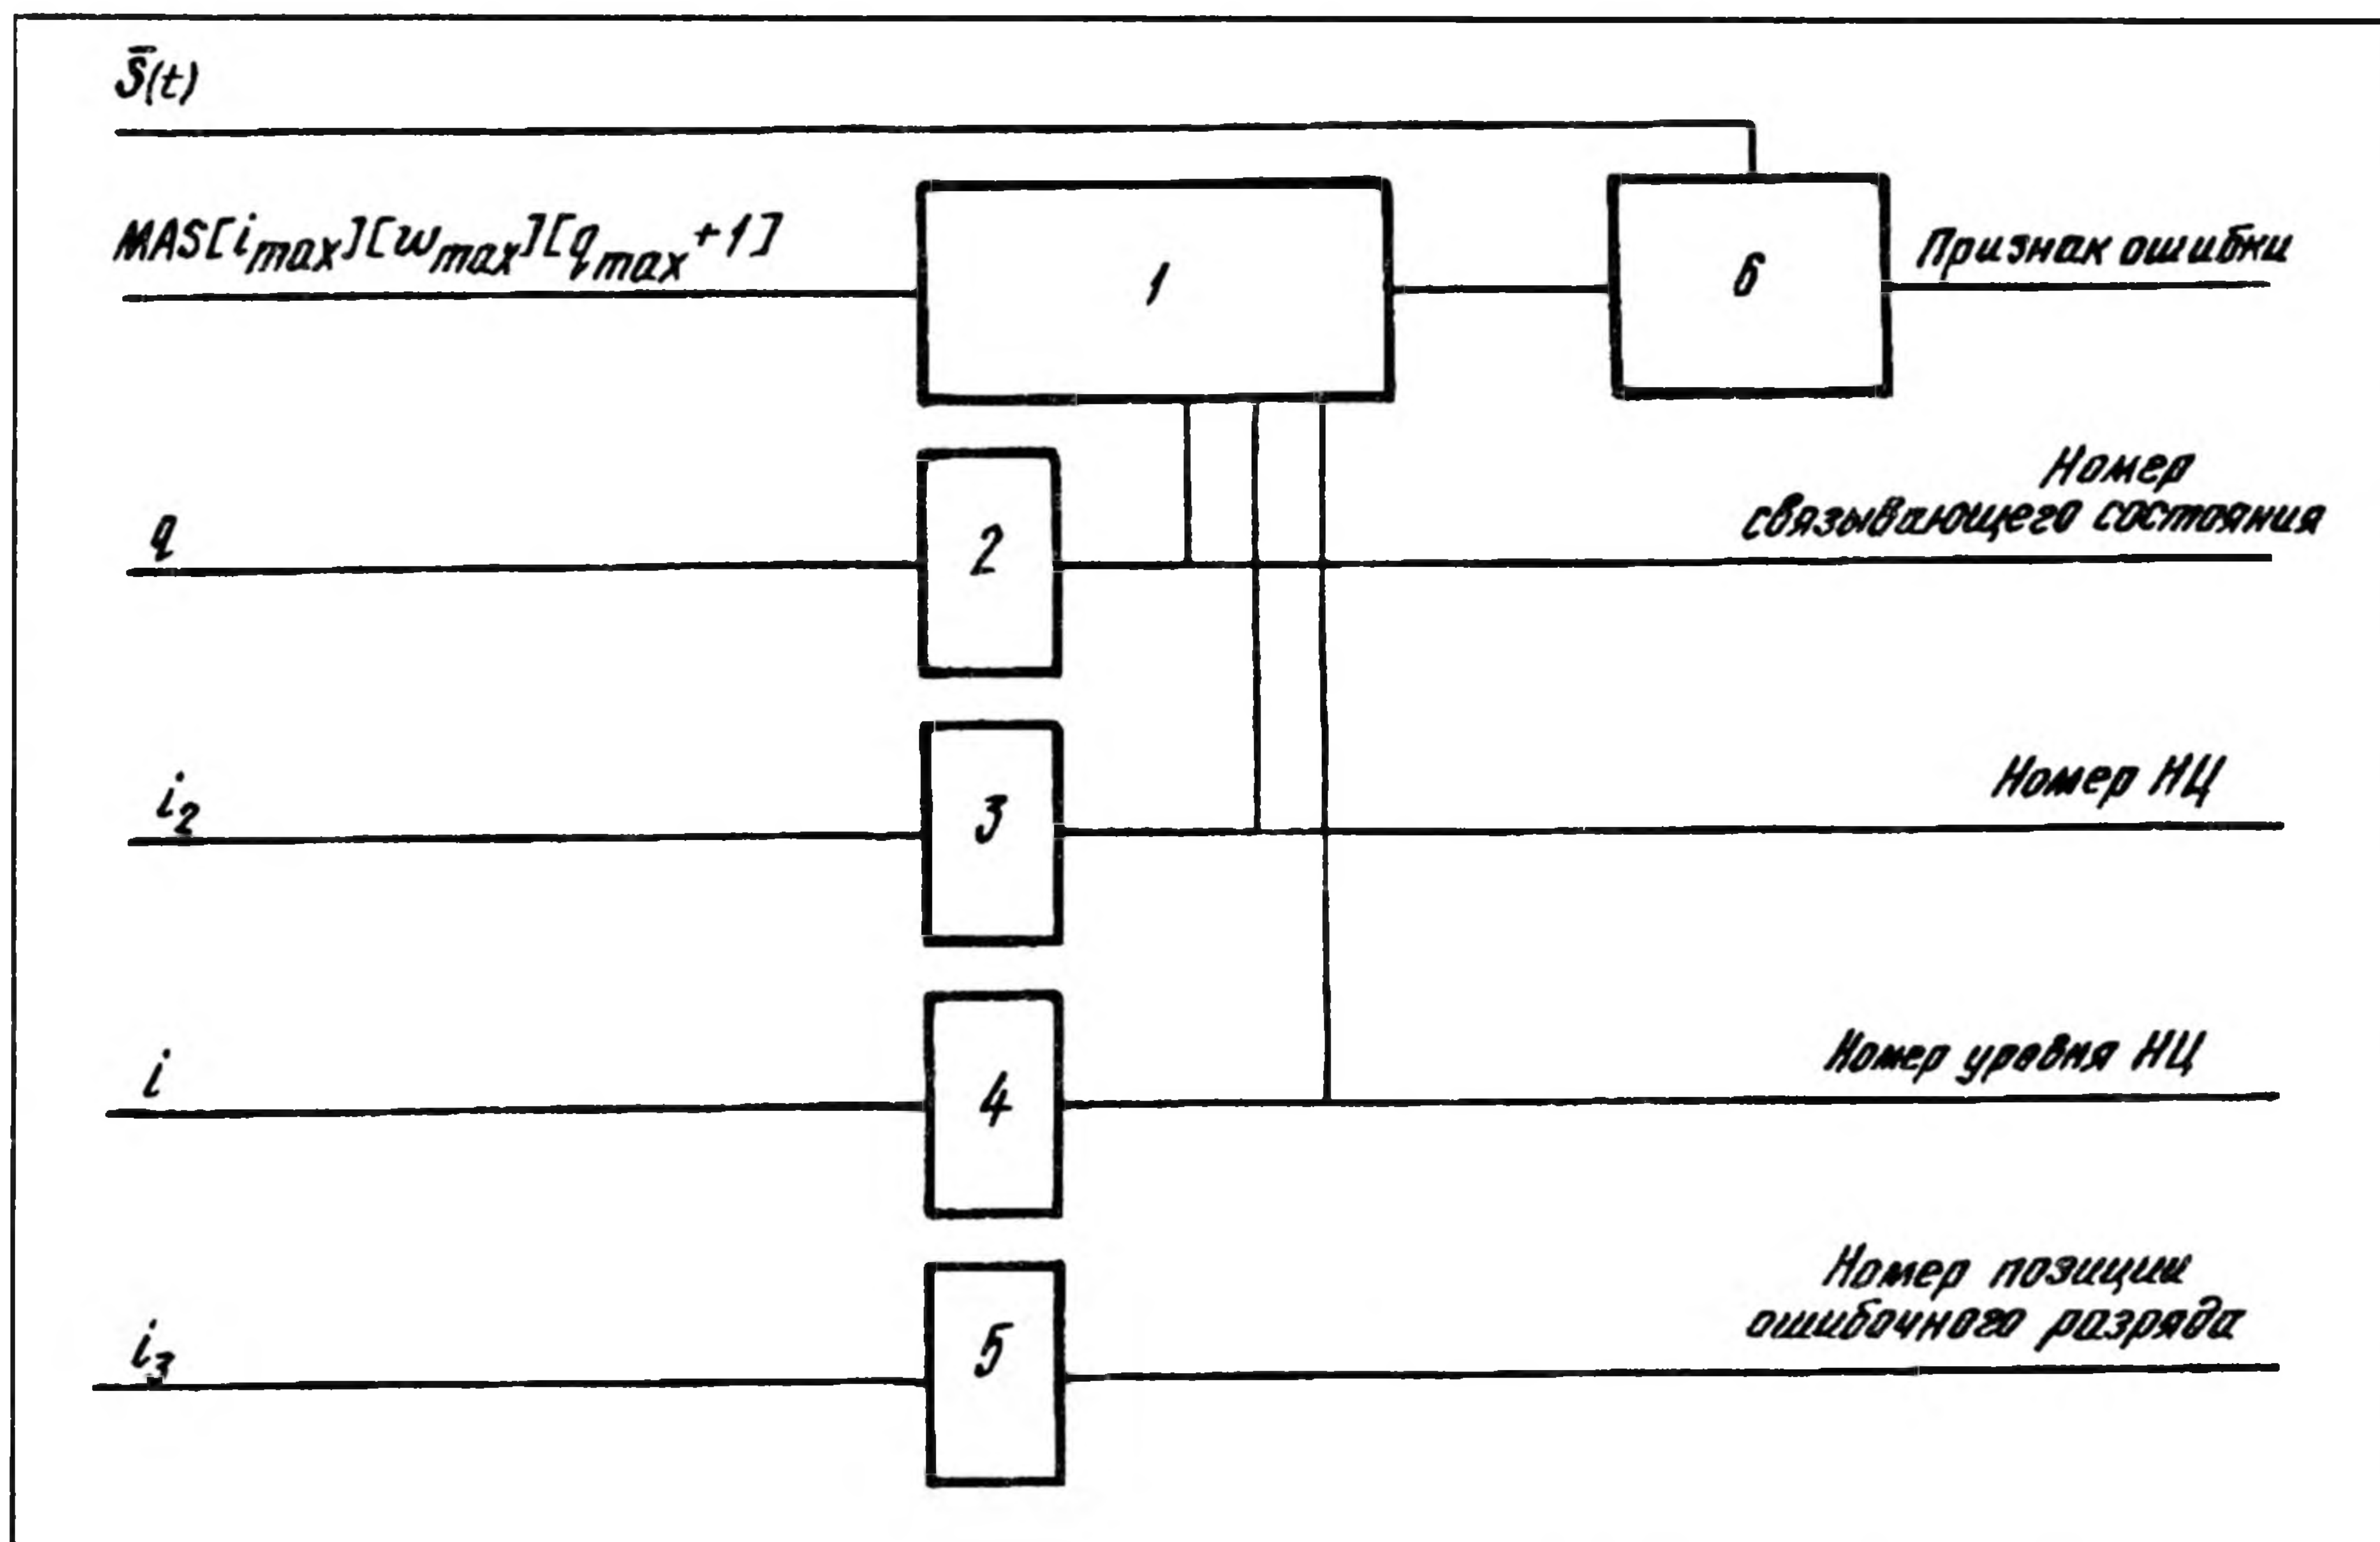 S̄(t)
MAS[i_max][w_max][q_max+1]
1
6
Признак ошибки
Номер
связывающего состояния
q
2
i₂
3
Номер НЦ
i
4
Номер уровня НЦ
Номер позиции
ошибочного разряда
i₃
5